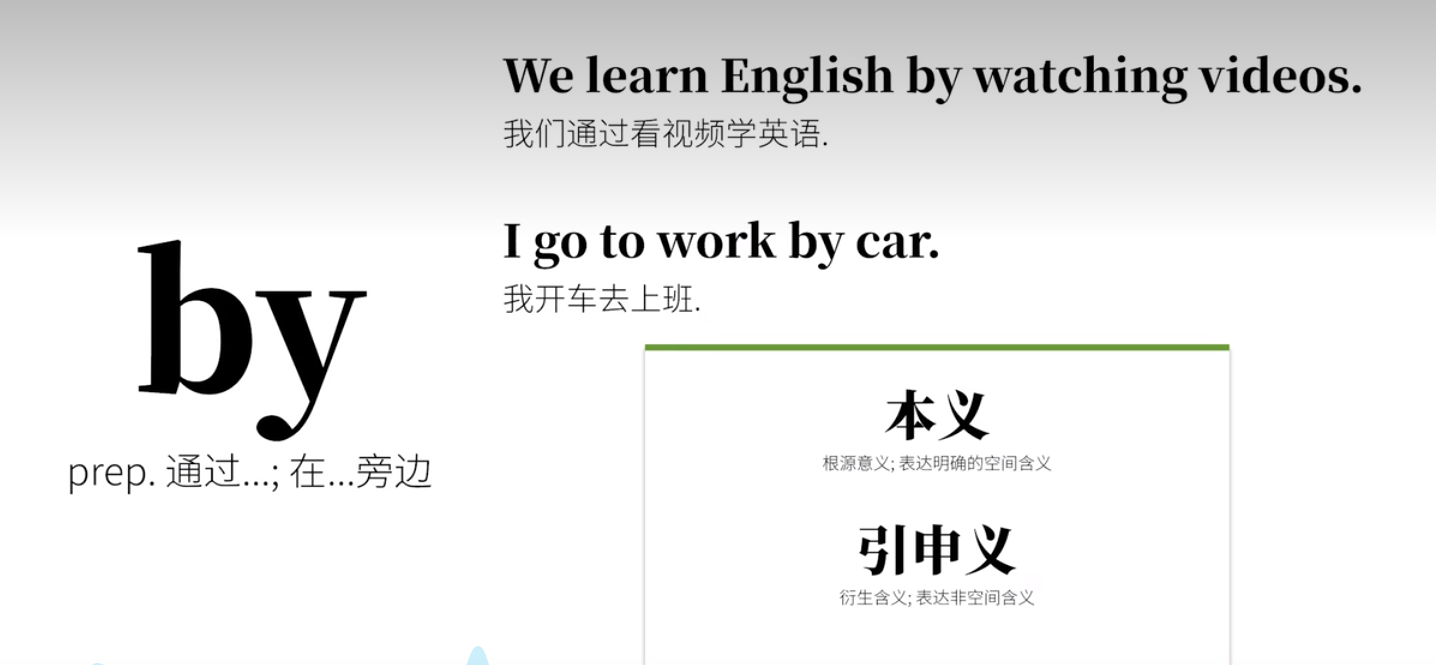 We learn English by watching videos.
我们通过看视频学英语.
I go to work by car.
我开车去上班.
by
prep. 通过...; 在...旁边
本义
根源意义; 表达明确的空间含义
引申义
衍生含义; 表达非空间含义